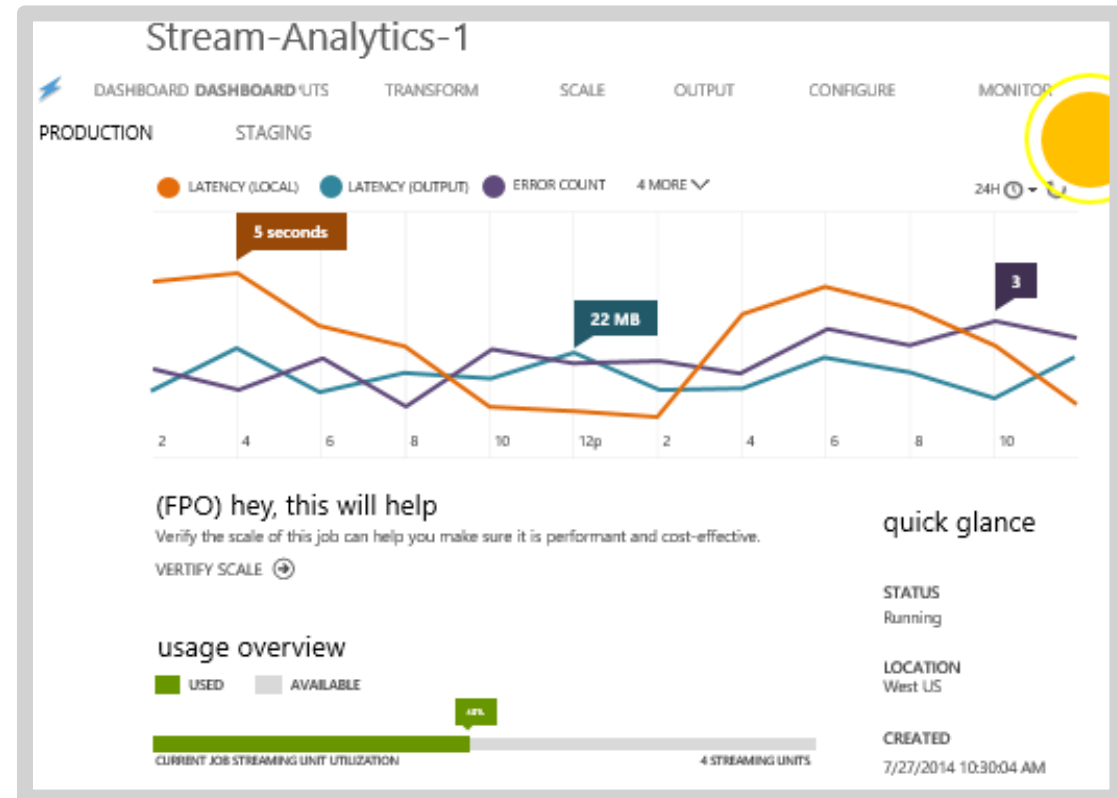 Stream-Analytics-1
DASHBOARD DASHBOARD UTS TRANSFORM SCALE OUTPUT CONFIGURE MONITOR
PRODUCTION STAGING
LATENCY (LOCAL) LATENCY (OUTPUT) ERROR COUNT 4 MORE 24H
5 seconds
3
22 MB
2 4 6 8 10 12p 2 4 6 8 10
(FPO) hey, this will help
Verify the scale of this job can help you make sure it is performant and cost-effective.
VERTIFY SCALE
quick glance
STATUS
Running
usage overview
USED AVAILABLE
LOCATION
West US
CURRENT JOB STREAMING UNIT UTILIZATION 4 STREAMING UNITS
CREATED
7/27/2014 10:30:04 AM